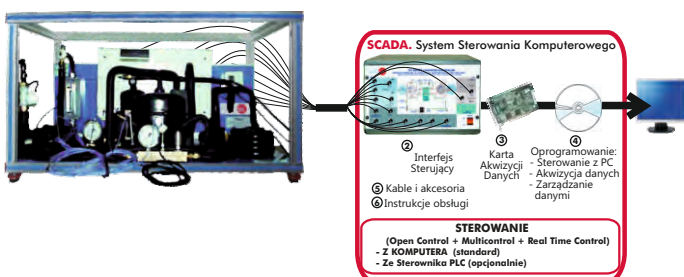 SCADA. System Sterowania Komputerowego
② Interfejs Sterujący
③ Karta Akwizycji Danych
④ Oprogramowanie:
- Sterowanie z PC
- Akwizycja danych
- Zarządzanie danymi
⑤ Kable i akcesoria
⑥ Instrukcje obsługi
STEROWANIE
(Open Control + Multicontrol + Real Time Control)
- Z KOMPUTERA (standard)
- Ze Sterownika PLC (opcjonalnie)